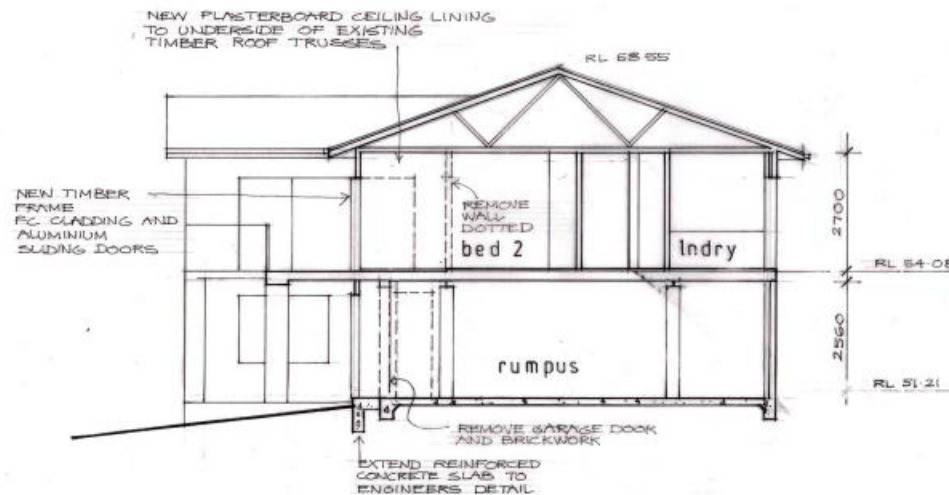 NEW PLASTERBOARD CEILING LINING
TO UNDERSIDE OF EXISTING
TIMBER ROOF TRUSSES
RL 58.55
NEW TIMBER
FRAME
FC CLADDING AND
ALUMINIUM
SLIDING DOORS
REMOVE
WALL
DOTTED
bed 2
lndry
2700
RL 54.08
2560
rumpus
RL 51.21
REMOVE GARAGE DOOR
AND BRICKWORK
EXTEND REINFORCED
CONCRETE SLAB TO
ENGINEERS DETAIL